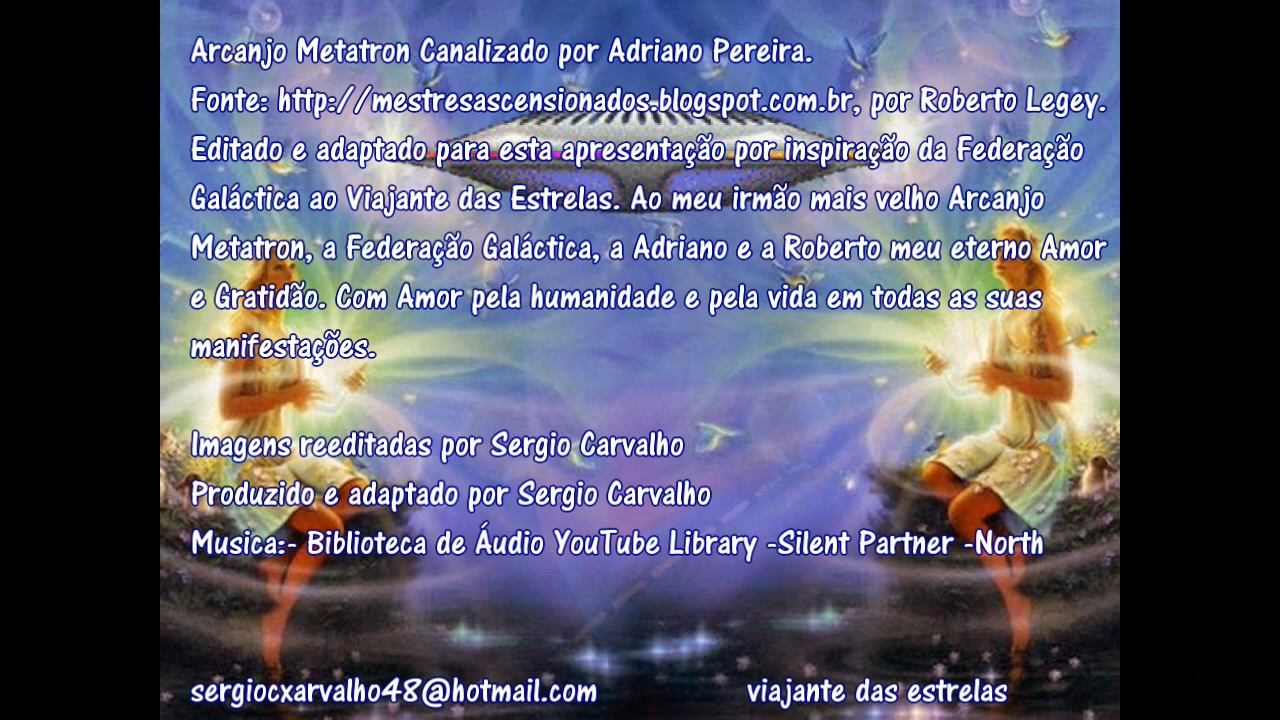 Arcanjo Metatron Canalizado por Adriano Pereira.
Fonte: http://mestresascensionados.blogspot.com.br, por Roberto Legey.
Editado e adaptado para esta apresentação por inspiração da Federação
Galáctica ao Viajante das Estrelas. Ao meu irmão mais velho Arcanjo
Metatron, a Federação Galáctica, a Adriano e a Roberto meu eterno Amor
e Gratidão. Com Amor pela humanidade e pela vida em todas as suas
manifestações.
Imagens reeditadas por Sergio Carvalho
Produzido e adaptado por Sergio Carvalho
Musica:- Biblioteca de Áudio YouTube Library -Silent Partner -North
sergiocxarvalho48@hotmail.com viajante das estrelas